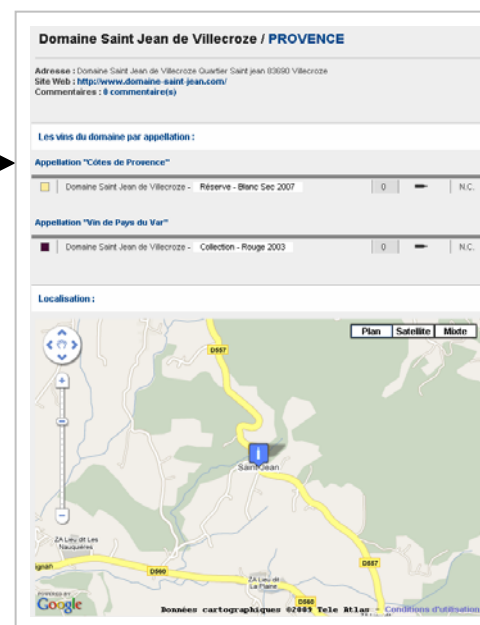 Domaine Saint Jean de Villecroze / PROVENCE
Adresse : Domaine Saint Jean de Villecroze Quartier Saint jean 83690 Villecroze
Site Web : http://www.domaine-saint-jean.com/
Commentaires : 0 commentaire(s)
Les vins du domaine par appellation :
Appellation "Côtes de Provence"
Domaine Saint Jean de Villecroze - Réserve - Blanc Sec 2007 0 N.C.
Appellation "Vin de Pays du Var"
Domaine Saint Jean de Villecroze - Collection - Rouge 2003 0 N.C.
Localisation :
Plan Satellite Mixte
D557
Saint Jean
ZA Lieu dit Les
Nauquières
ignan
D560
D557
ZA Lieu dit
La Plaine
D560
POWERED BY
Google
Données cartographiques ©2009 Tele Atlas - Conditions d'utilisation